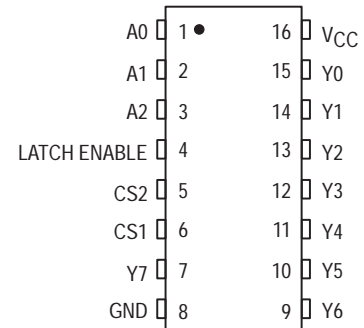 A0 1 16 VCC
A1 2 15 Y0
A2 3 14 Y1
LATCH ENABLE 4 13 Y2
CS2 5 12 Y3
CS1 6 11 Y4
Y7 7 10 Y5
GND 8 9 Y6